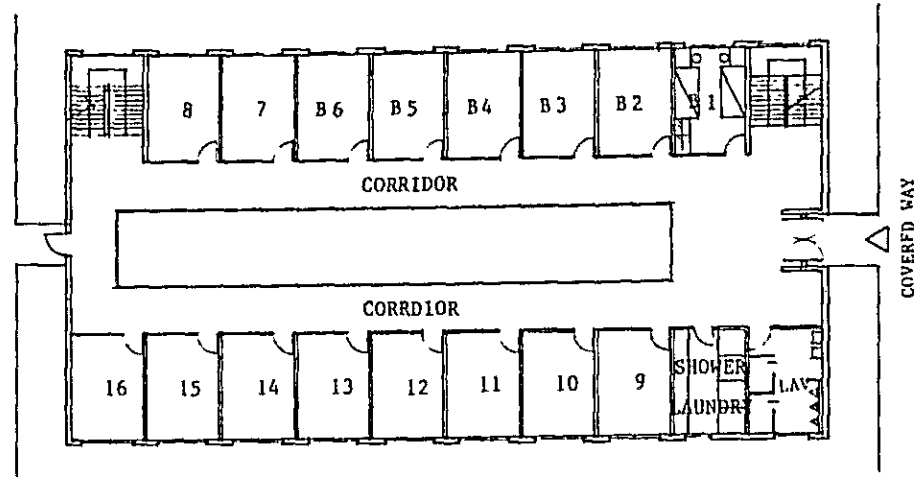 8 7 B6 B5 B4 B3 B2 1
CORRIDOR
COVERED WAY
CORRDIOR
16 15 14 13 12 11 10 9
SHOWER
LAV
LAUNDRY